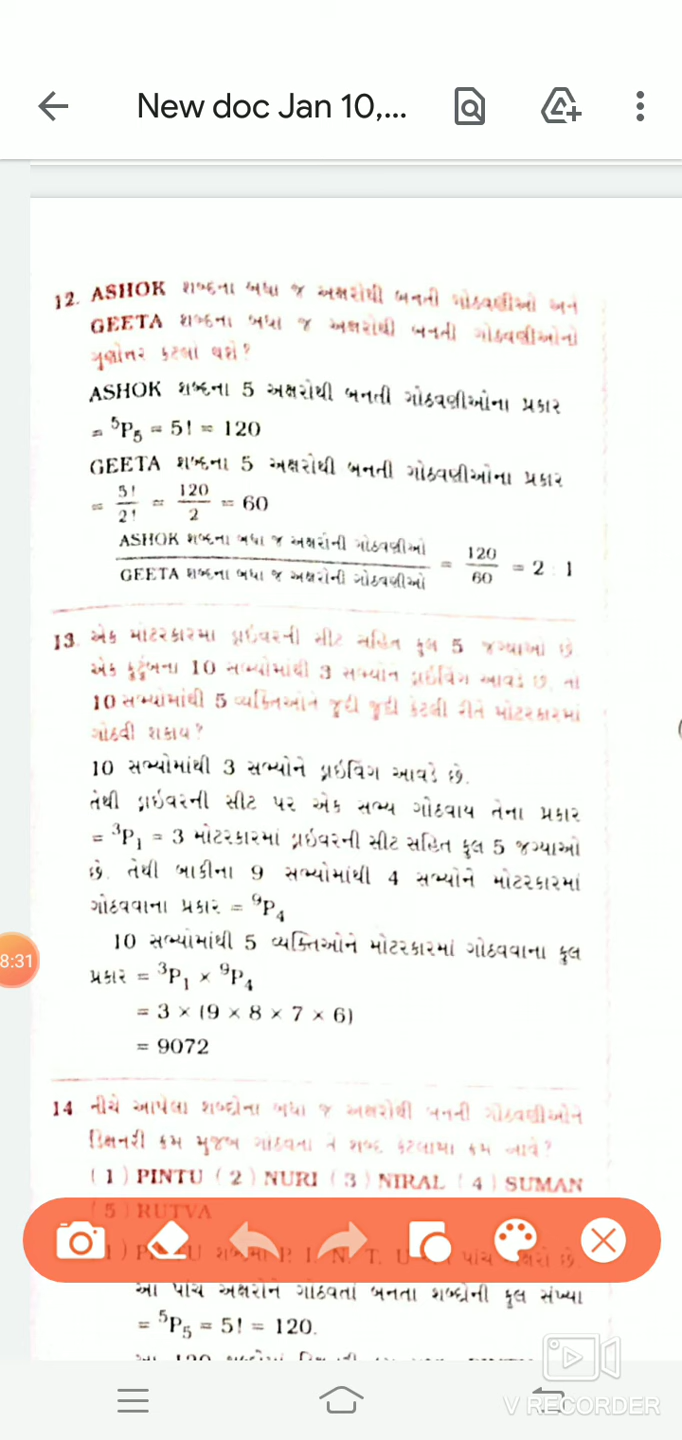 New doc Jan 10,...
12. ASHOK શબ્દના બધા જ અક્ષરોથી બનતી ગોઠવણીઓ અને
GEETA શબ્દના બધા જ અક્ષરોથી બનતી ગોઠવણીઓનો
ગુણોત્તર કેટલો થશે?
ASHOK શબ્દના 5 અક્ષરોથી બનતી ગોઠવણીઓના પ્રકાર
= ⁵P₅ = 5! = 120
GEETA શબ્દના 5 અક્ષરોથી બનતી ગોઠવણીઓના પ્રકાર
= 5!/2! = 120/2 = 60
ASHOK શબ્દના બધા જ અક્ષરોની ગોઠવણીઓ
GEETA શબ્દના બધા જ અક્ષરોની ગોઠવણીઓ
= 120/60 = 2 : 1
13. એક મોટરકારમાં ડ્રાઇવરની સીટ સહિત કુલ 5 જગ્યાઓ છે.
એક કુટુંબના 10 સભ્યોમાંથી 3 સભ્યોને ડ્રાઇવિંગ આવડે છે, તો
10 સભ્યોમાંથી 5 વ્યક્તિઓને જુદી જુદી કેટલી રીતે મોટરકારમાં
ગોઠવી શકાય?
10 સભ્યોમાંથી 3 સભ્યોને ડ્રાઇવિંગ આવડે છે.
તેથી ડ્રાઇવરની સીટ પર એક સભ્ય ગોઠવાય તેના પ્રકાર
= ³P₁ = 3 મોટરકારમાં ડ્રાઇવરની સીટ સહિત કુલ 5 જગ્યાઓ
છે. તેથી બાકીના 9 સભ્યોમાંથી 4 સભ્યોને મોટરકારમાં
ગોઠવવાના પ્રકાર = ⁹P₄
10 સભ્યોમાંથી 5 વ્યક્તિઓને મોટરકારમાં ગોઠવવાના કુલ
પ્રકાર = ³P₁ × ⁹P₄
= 3 × (9 × 8 × 7 × 6)
= 9072
14 નીચે આપેલા શબ્દોના બધા જ અક્ષરોથી બનતી ગોઠવણીઓને
ડિક્ષનરી ક્રમ મુજબ ગોઠવતા તે શબ્દ કેટલામા ક્રમે આવે?
(1) PINTU (2) NURI (3) NIRAL (4) SUMAN
(5) RUTVA
8:31
) P શબ્દમાં P, I, N, T, U પાંચ અક્ષરો છે.
આ પાંચ અક્ષરોને ગોઠવતાં બનતા શબ્દોની કુલ સંખ્યા
= ⁵P₅ = 5! = 120.
V RECORDER